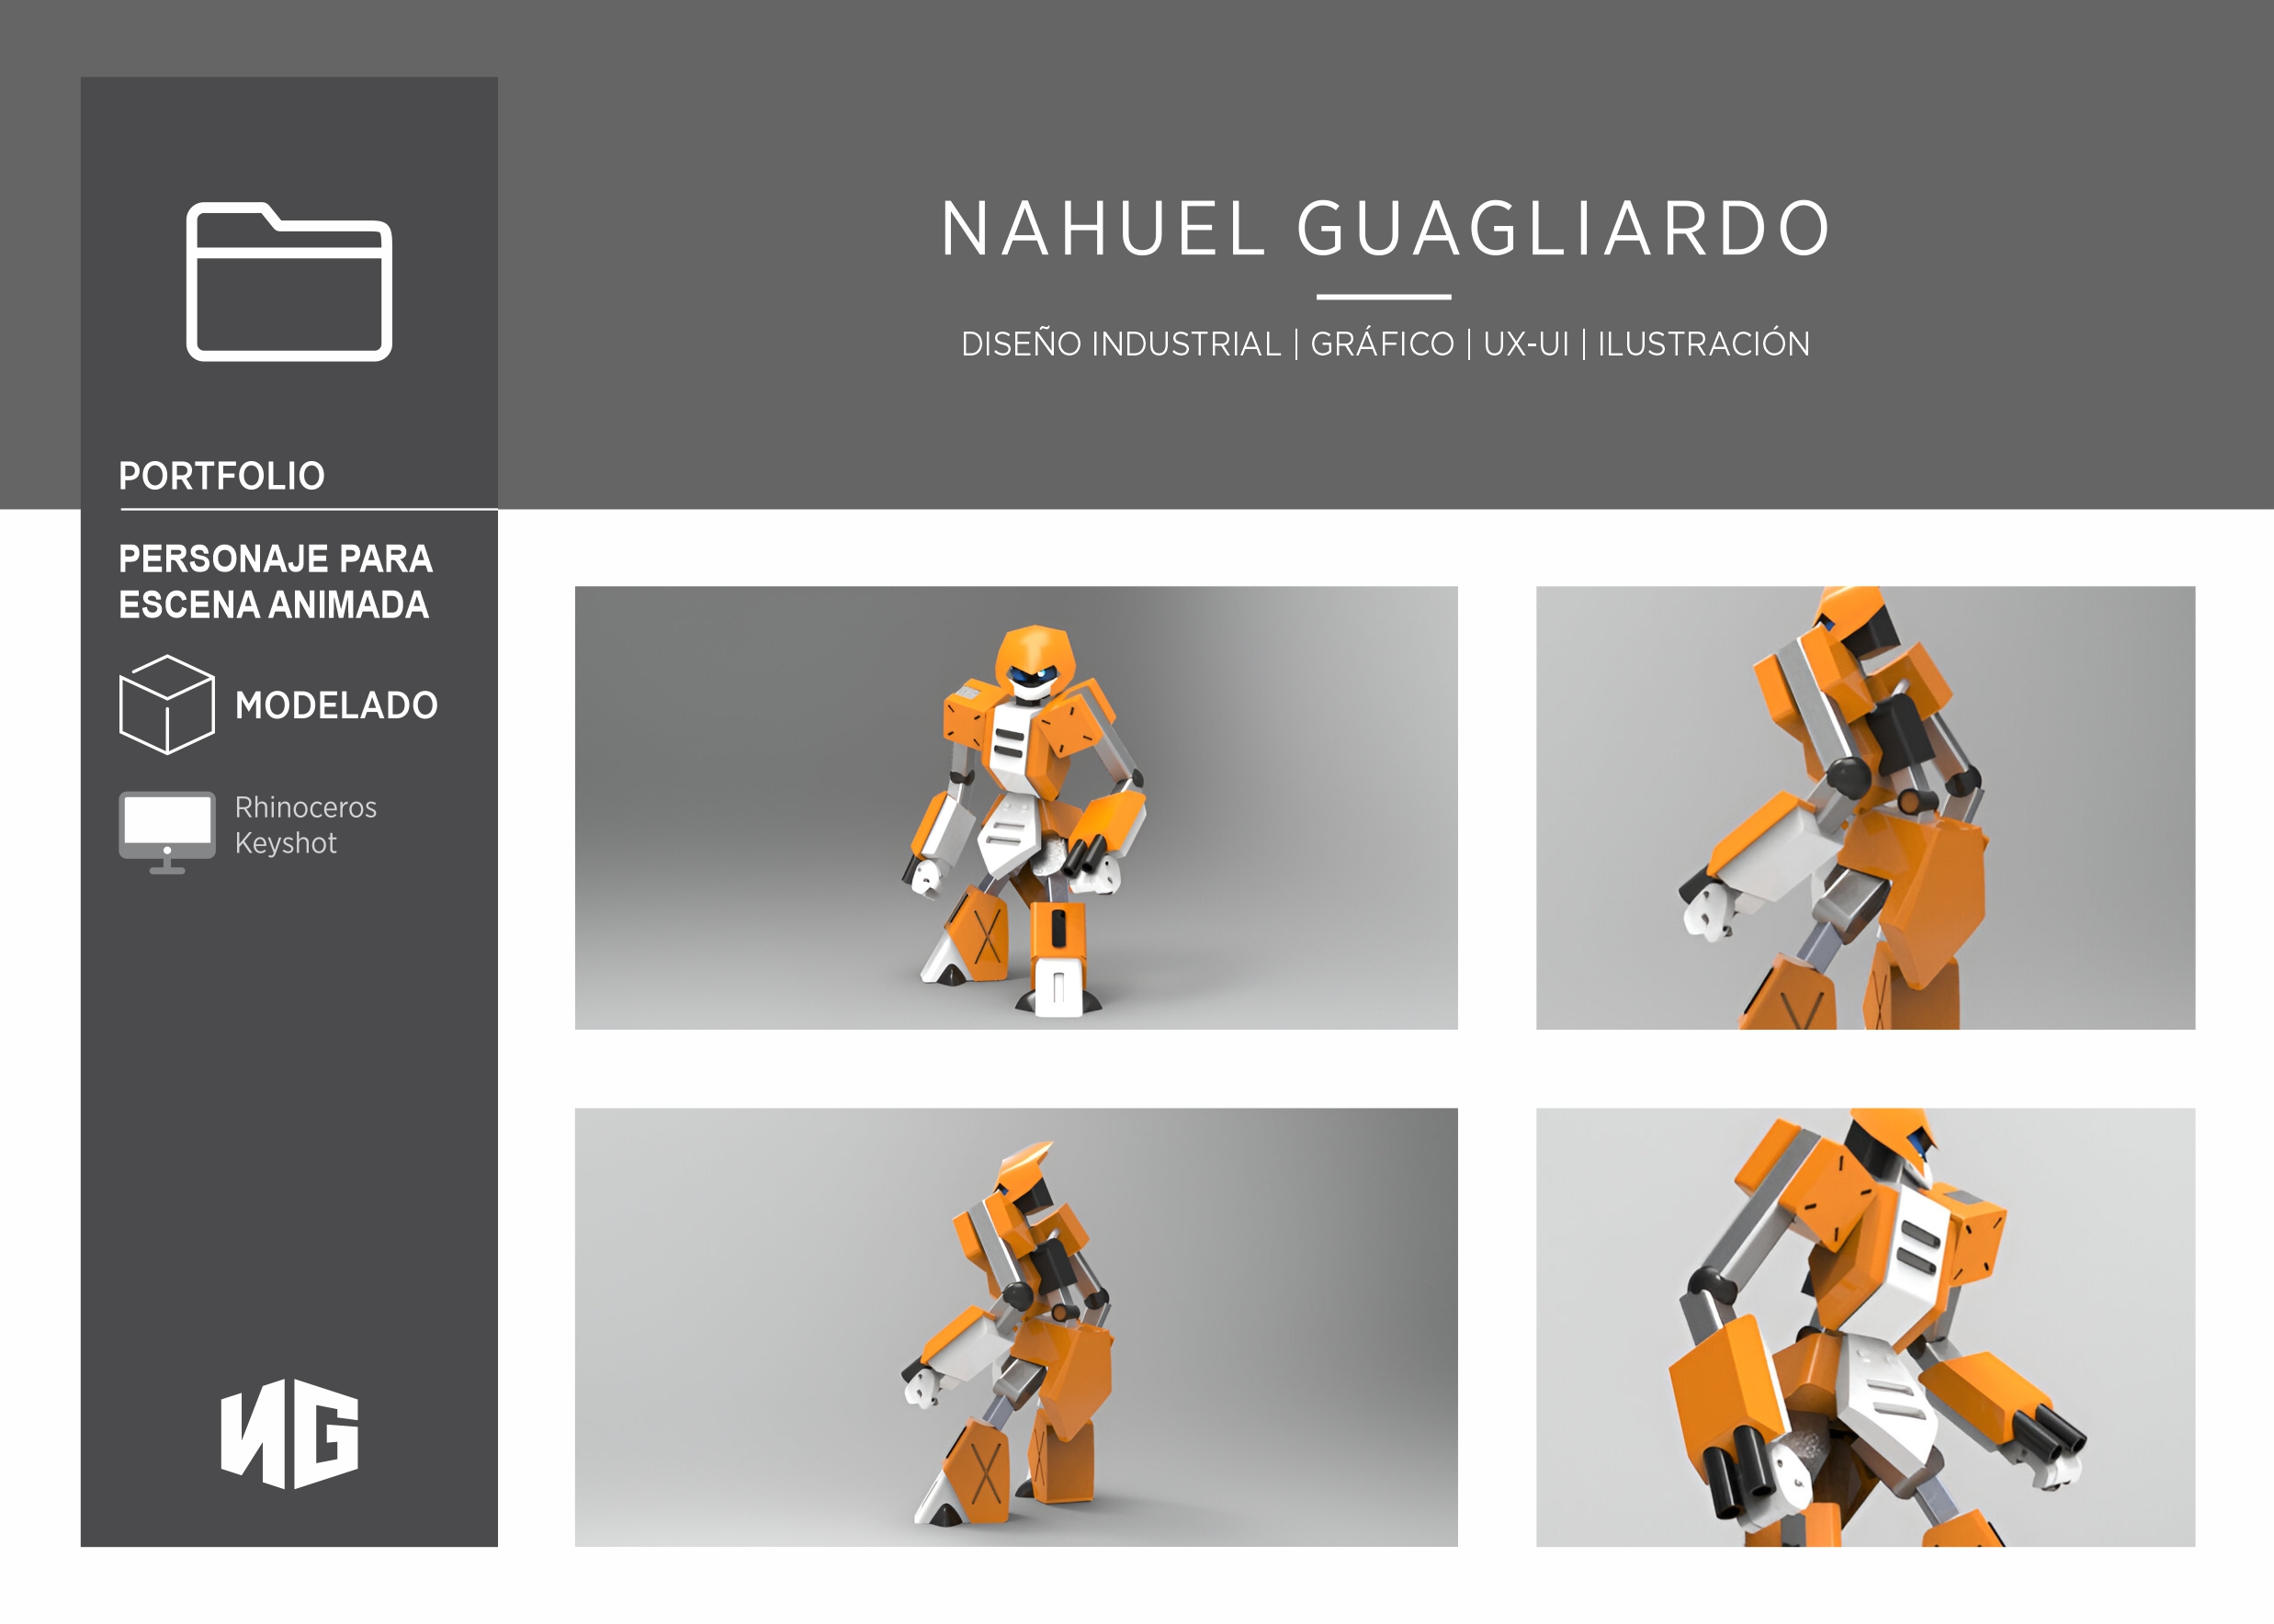 NAHUEL GUAGLIARDO
DISEÑO INDUSTRIAL | GRÁFICO | UX-UI | ILUSTRACIÓN
PORTFOLIO
PERSONAJE PARA
ESCENA ANIMADA
MODELADO
Rhinoceros
Keyshot
NG